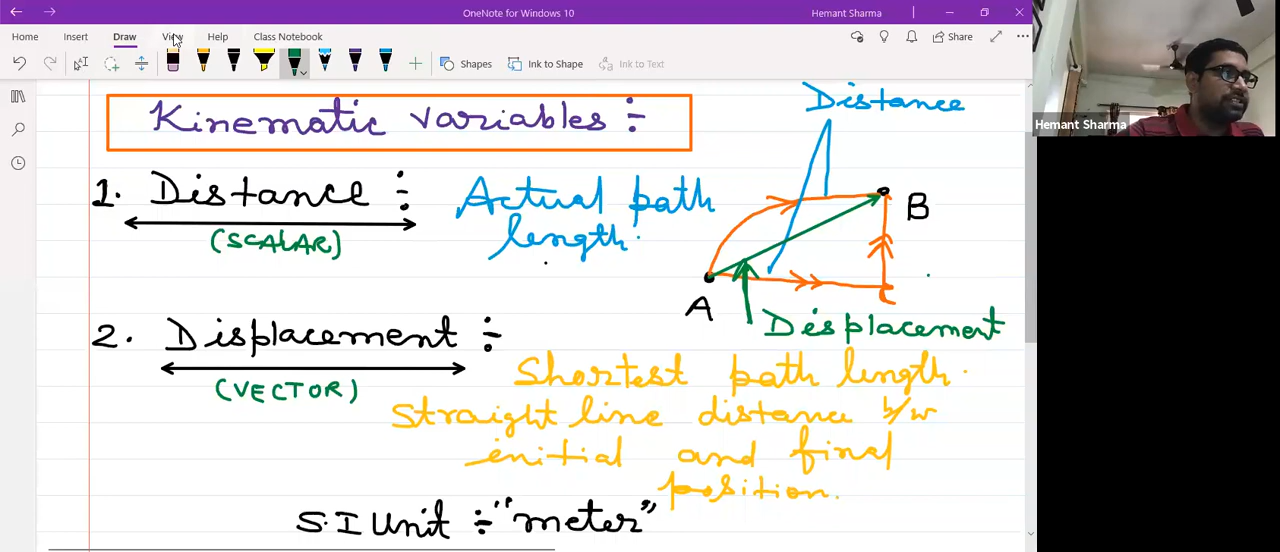 OneNote for Windows 10
Hemant Sharma
Home Insert Draw View Help Class Notebook
Share
Shapes Ink to Shape Ink to Text
Kinematic variables ÷
Distance
1. Distance ÷ Actual path
length.
(SCALAR)
B
A
Displacement
2. Displacement ÷
(VECTOR)
Shortest path length.
Straight line distance b/w
initial and final
position.
S.I Unit ÷ "meter"
Hemant Sharma